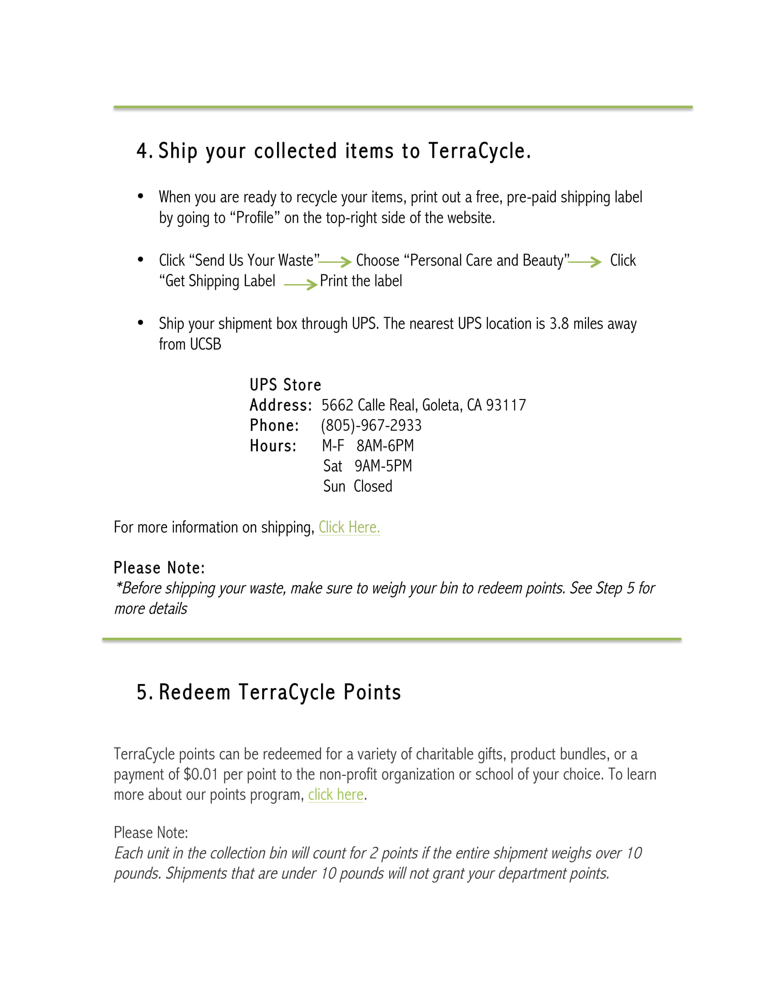 4. Ship your collected items to TerraCycle.
• When you are ready to recycle your items, print out a free, pre-paid shipping label
by going to “Profile” on the top-right side of the website.
• Click “Send Us Your Waste” Choose “Personal Care and Beauty” Click
“Get Shipping Label Print the label
• Ship your shipment box through UPS. The nearest UPS location is 3.8 miles away
from UCSB
UPS Store
Address: 5662 Calle Real, Goleta, CA 93117
Phone: (805)-967-2933
Hours: M-F 8AM-6PM
Sat 9AM-5PM
Sun Closed
For more information on shipping, Click Here.
Please Note:
*Before shipping your waste, make sure to weigh your bin to redeem points. See Step 5 for
more details
5. Redeem TerraCycle Points
TerraCycle points can be redeemed for a variety of charitable gifts, product bundles, or a
payment of $0.01 per point to the non-profit organization or school of your choice. To learn
more about our points program, click here.
Please Note:
Each unit in the collection bin will count for 2 points if the entire shipment weighs over 10
pounds. Shipments that are under 10 pounds will not grant your department points.